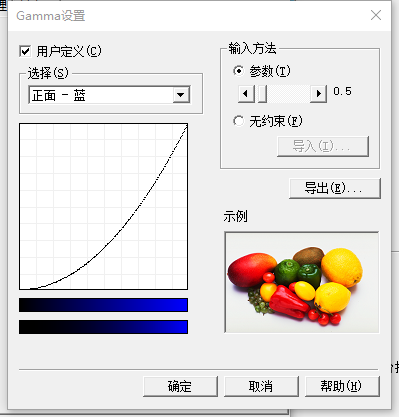 Gamma设置
用户定义(C)
选择(S)
正面 - 蓝
输入方法
参数(T)
0.5
无约束(F)
导入(I)...
导出(E)...
示例
确定
取消
帮助(H)